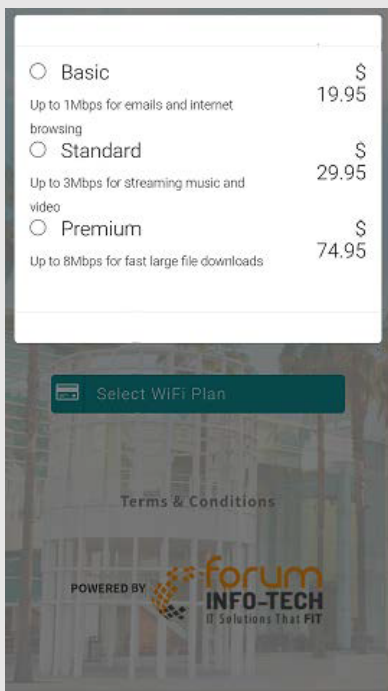 Basic
$
19.95
Up to 1Mbps for emails and internet
browsing
Standard
$
29.95
Up to 3Mbps for streaming music and
video
Premium
$
74.95
Up to 8Mbps for fast large file downloads
Select WiFi Plan
Terms & Conditions
POWERED BY
forum
INFO-TECH
IT Solutions That FIT